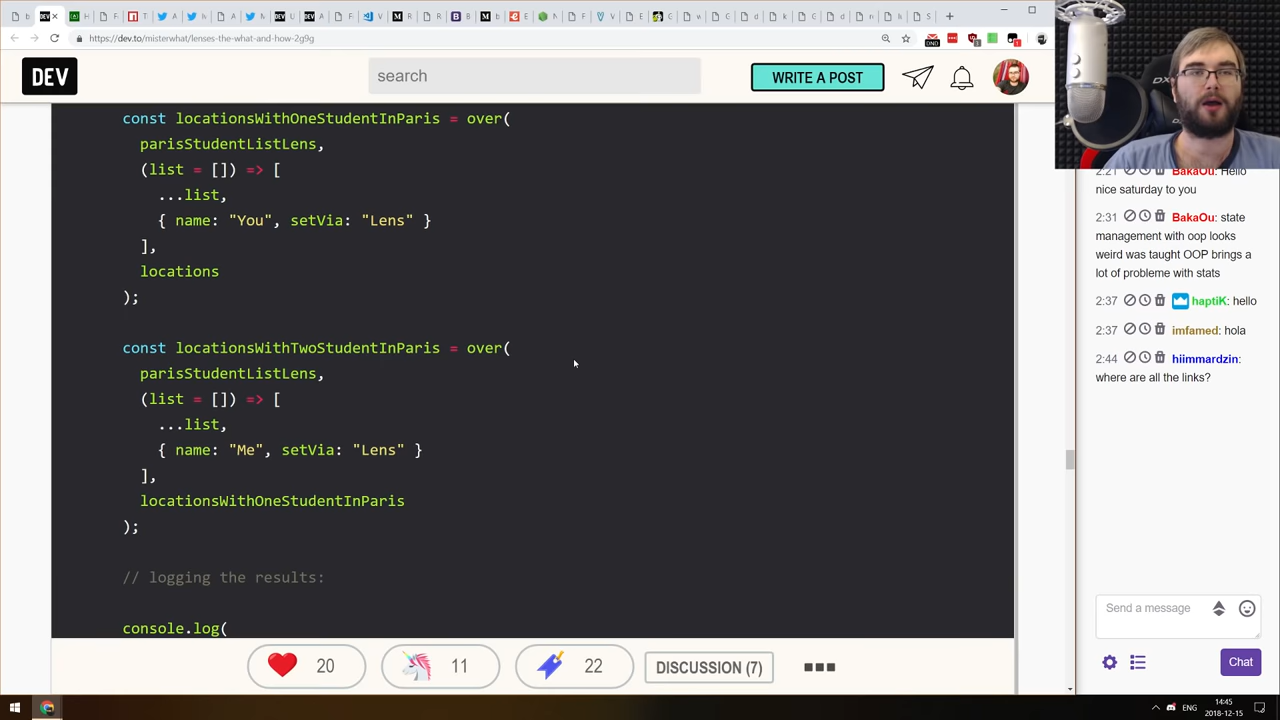 https://dev.to/misterwhat/lenses-the-what-and-how-2g9g
DEV
search
WRITE A POST
const locationsWithOneStudentInParis = over(
parisStudentListLens,
(list = []) => [
...list,
{ name: "You", setVia: "Lens" }
],
locations
);
const locationsWithTwoStudentInParis = over(
parisStudentListLens,
(list = []) => [
...list,
{ name: "Me", setVia: "Lens" }
],
locationsWithOneStudentInParis
);
// logging the results:
console.log(
20
11
22
DISCUSSION (7)
2:21 BakaOu: Hello
nice saturday to you
2:31 BakaOu: state
management with oop looks
weird was taught OOP brings a
lot of probleme with stats
2:37 haptiK: hello
2:37 imfamed: hola
2:44 hiimmardzin:
where are all the links?
Send a message
Chat
ENG
14:45
2018-12-15